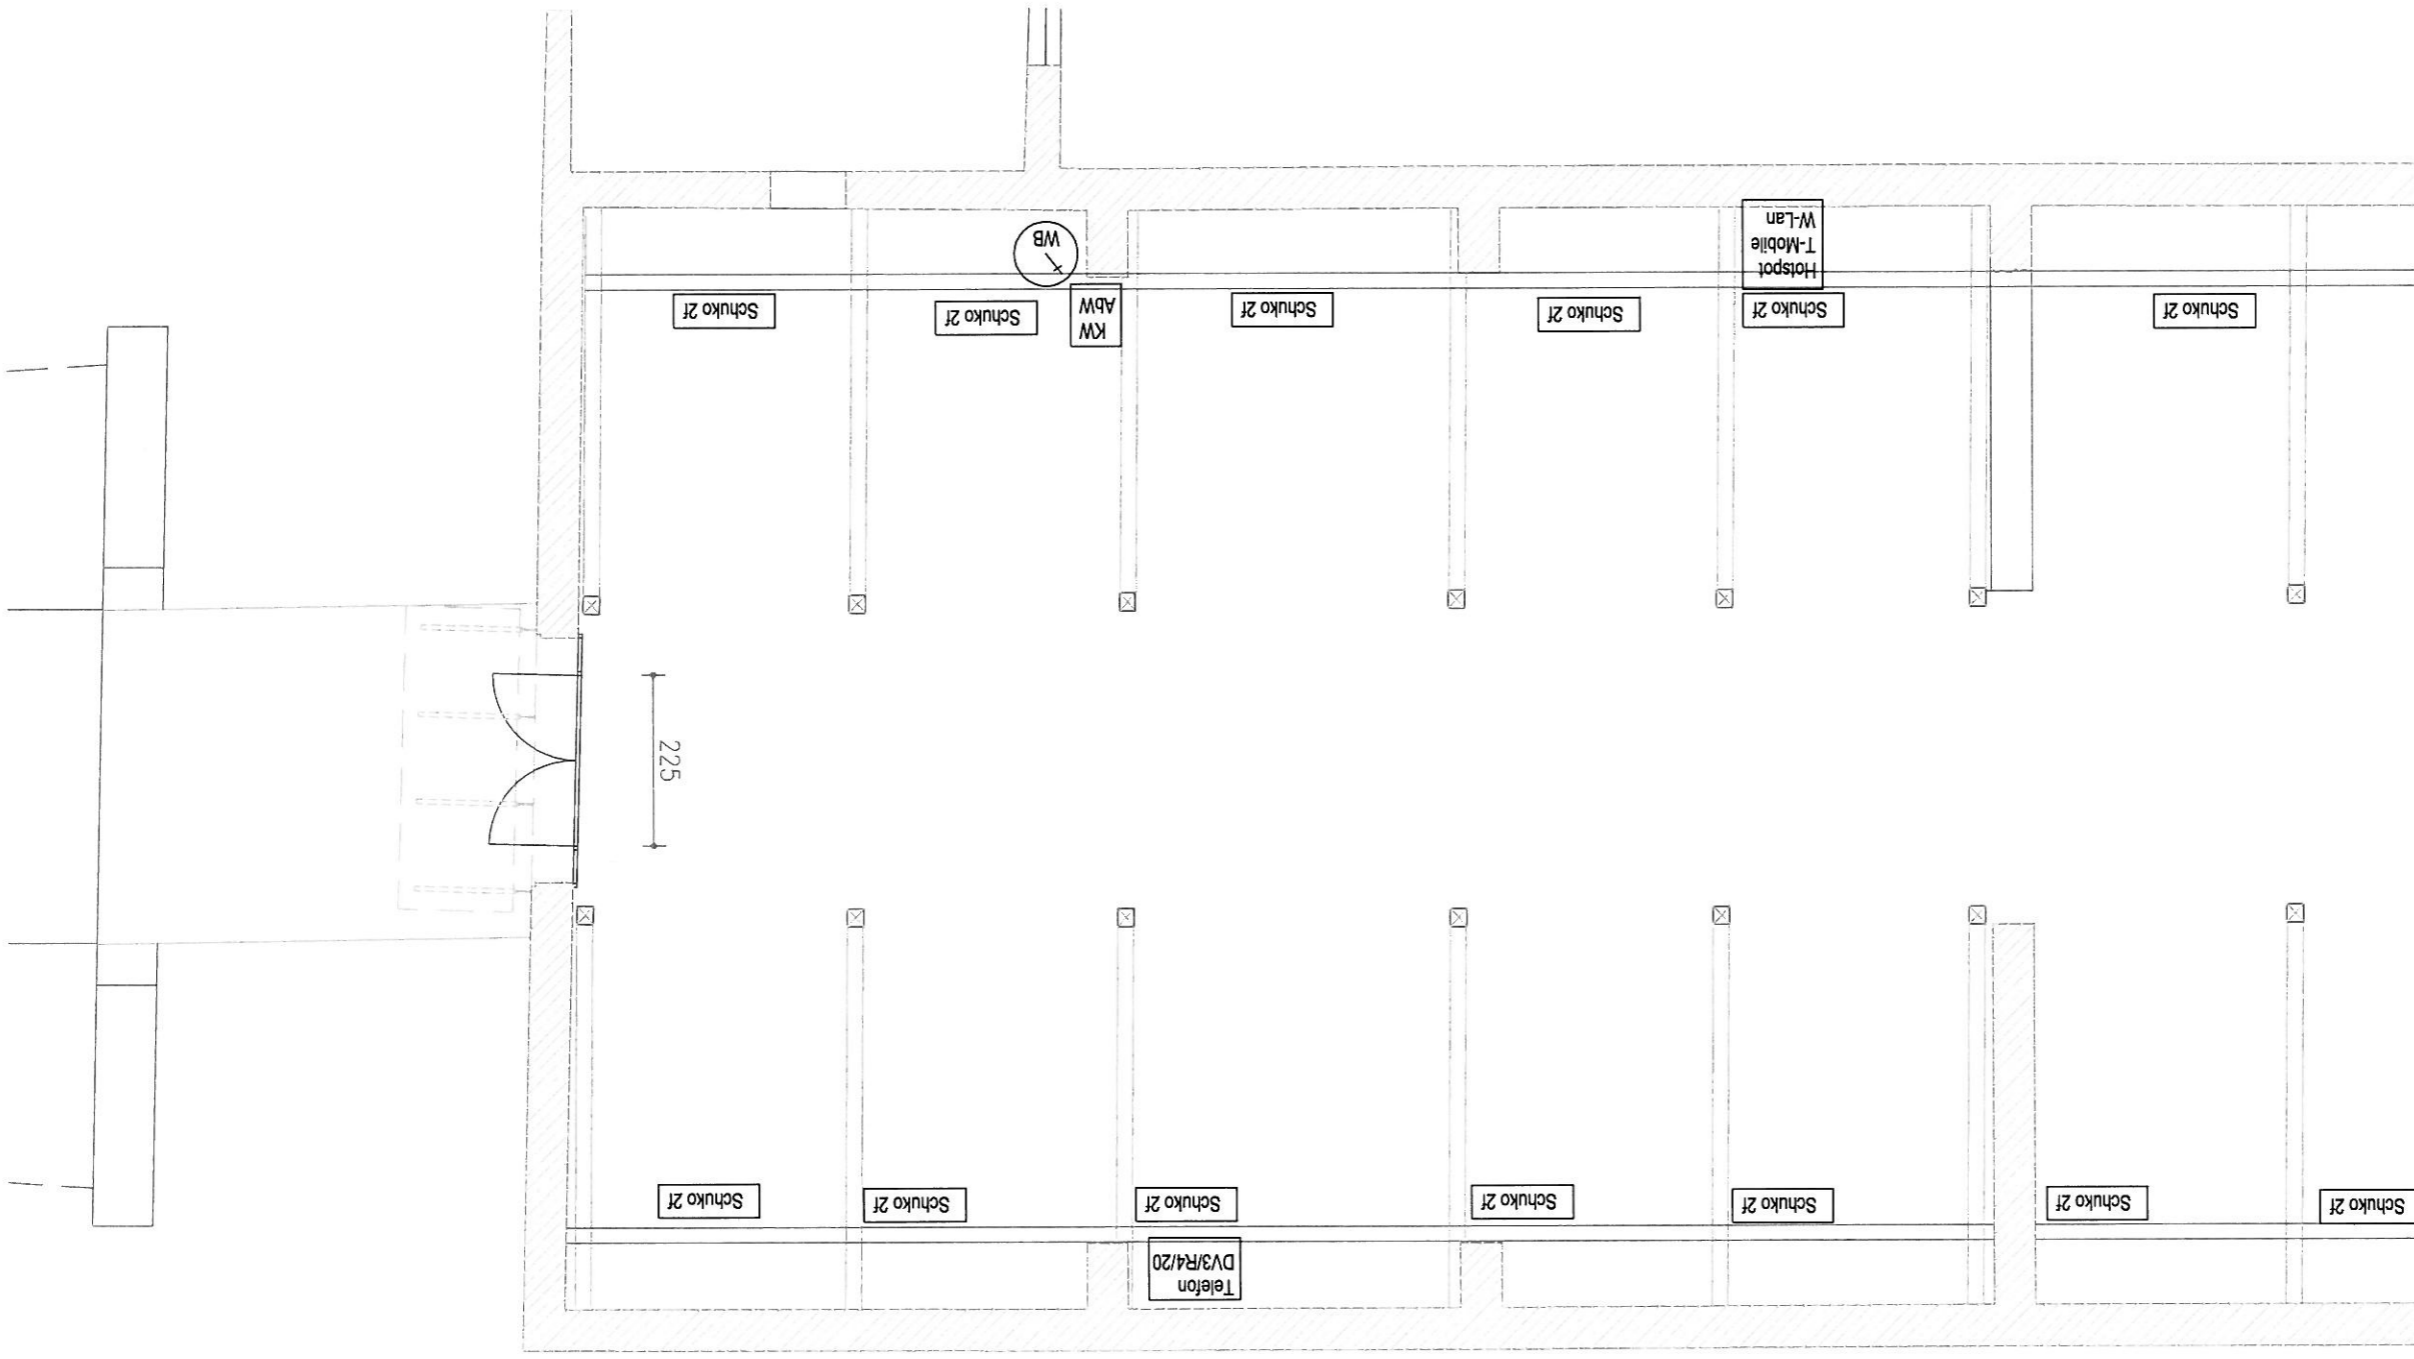 Telefon
DV3/R4/20
Schuko 2f
Schuko 2f
Schuko 2f
Schuko 2f
Schuko 2f
Schuko 2f
Schuko 2f
225
Schuko 2f
Schuko 2f
Schuko 2f
Schuko 2f
Schuko 2f
Schuko 2f
KW
AbW
Hotspot
T-Mobile
W-Lan
WB